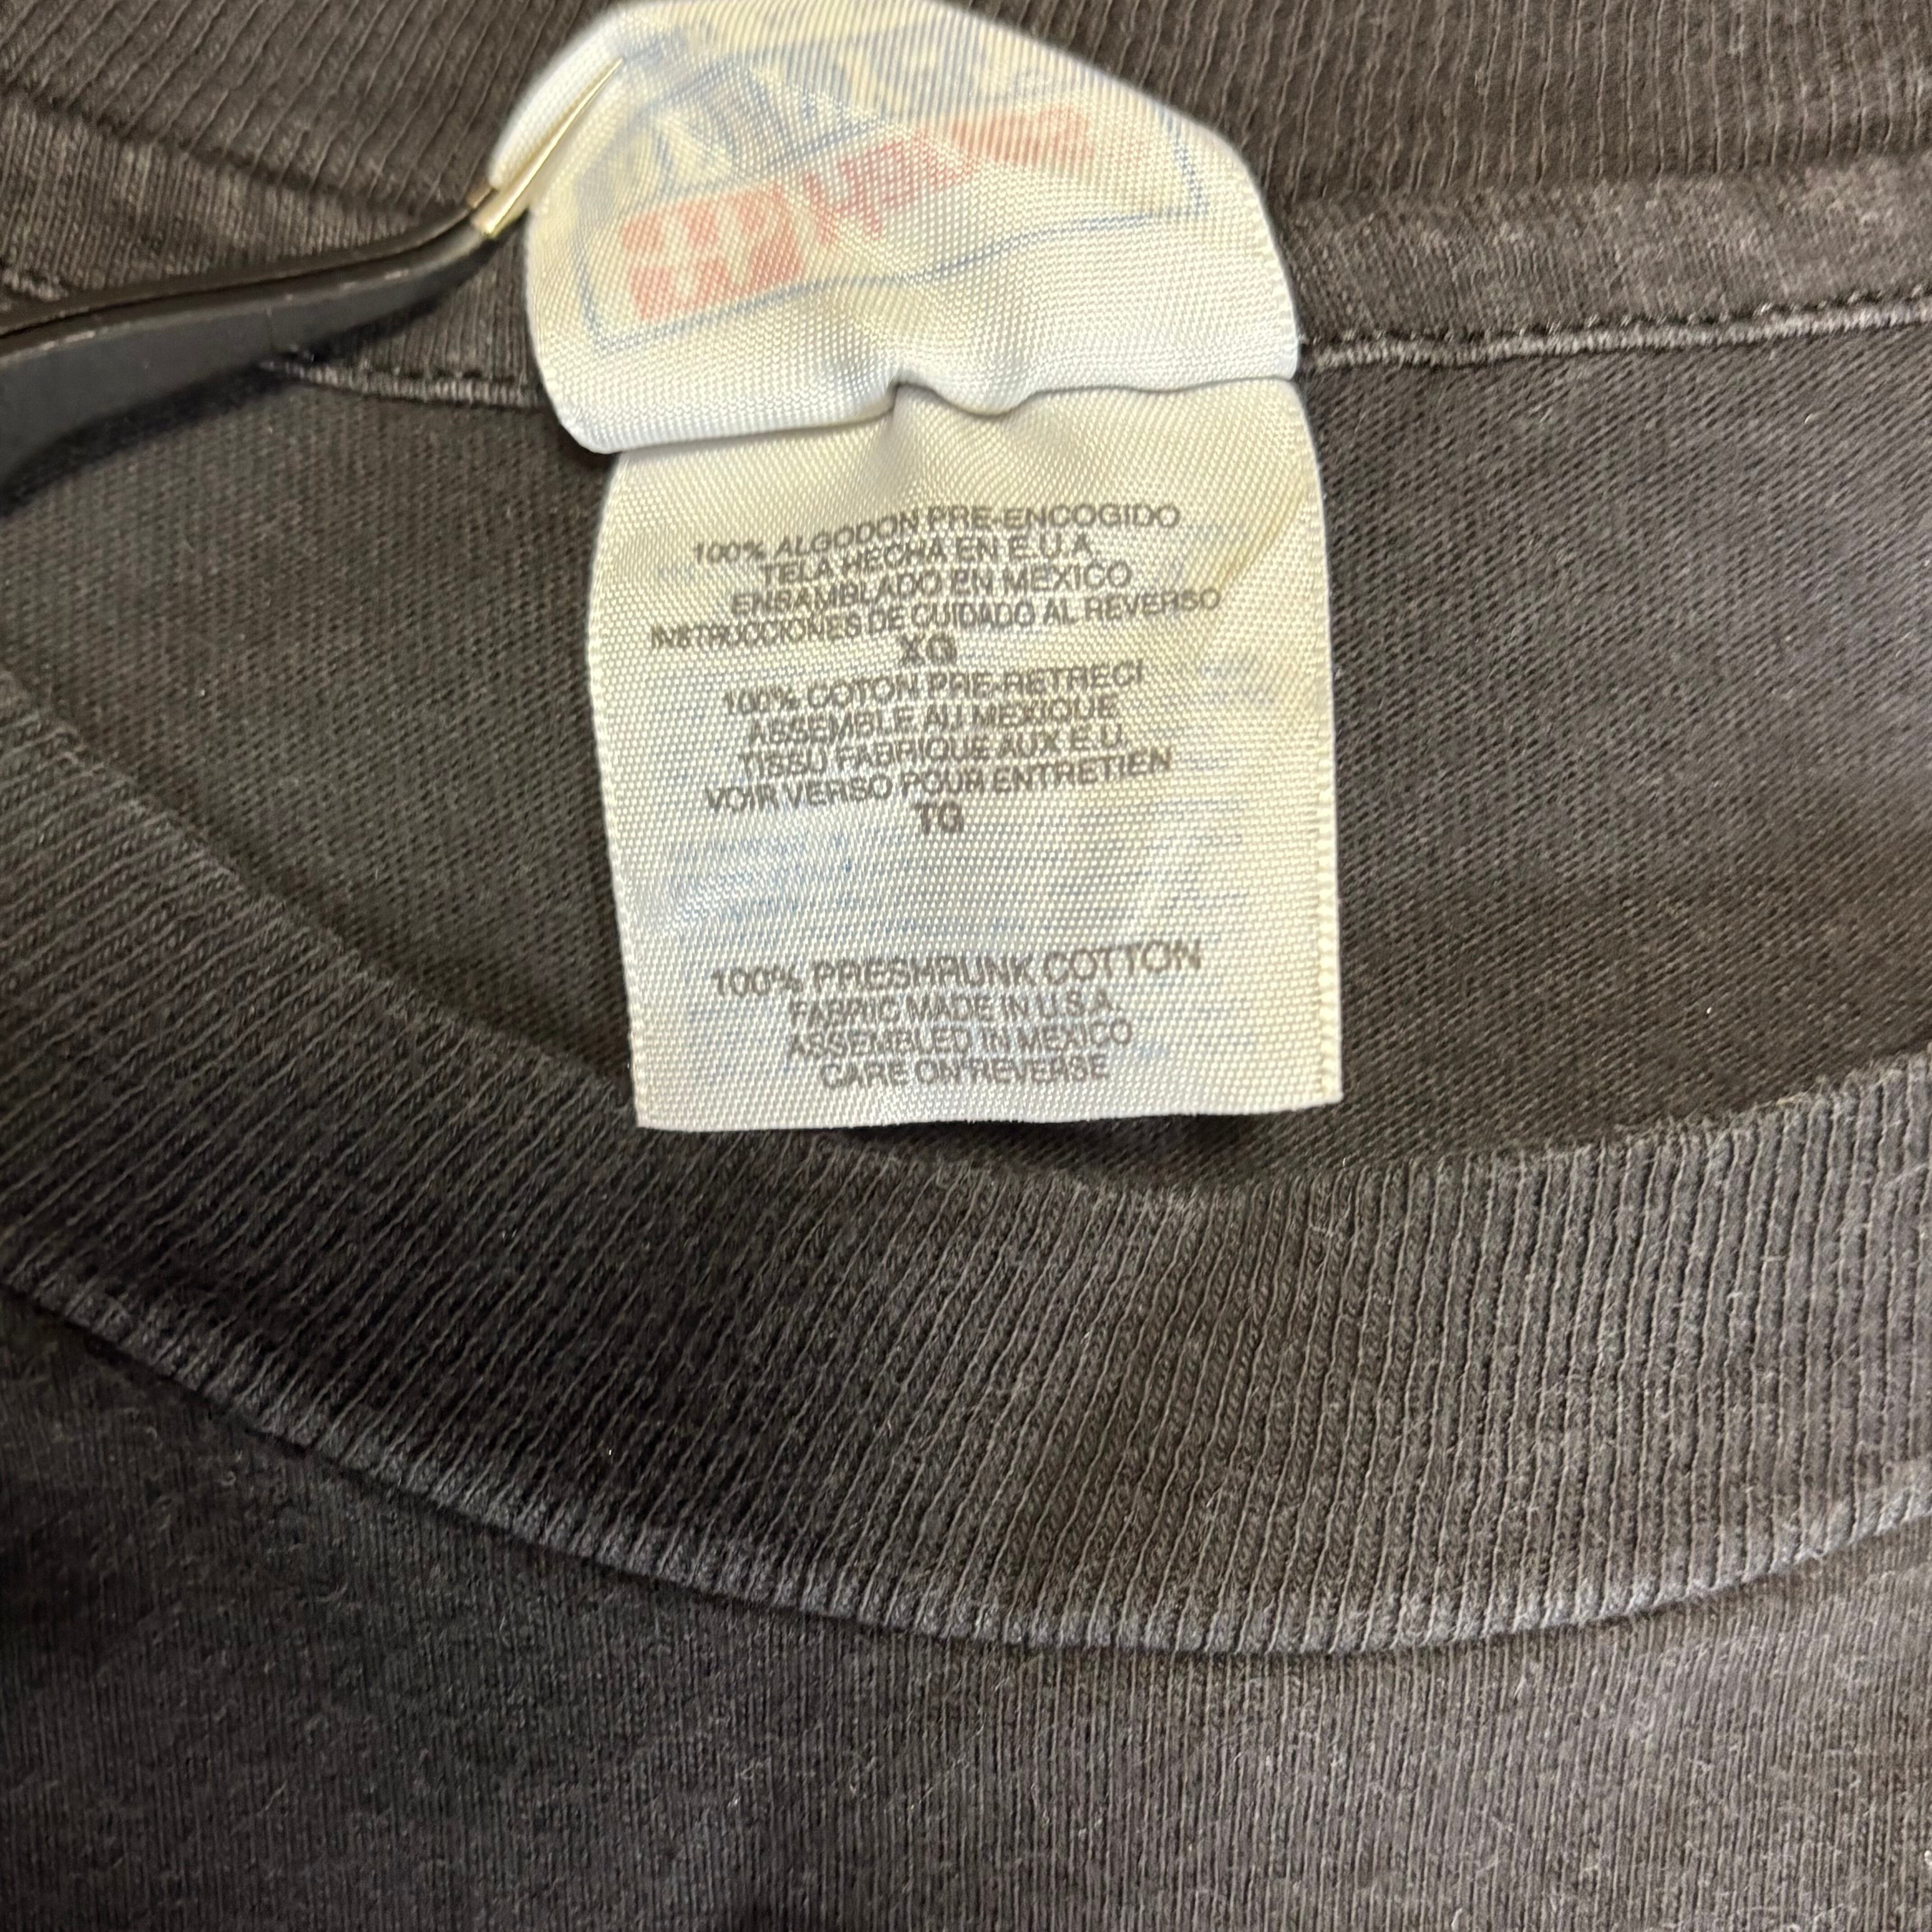 100% ALGODON PRE-ENCOGIDO
TELA HECHA EN E.U.A.
ENSAMBLADO EN MEXICO
INSTRUCCIONES DE CUIDADO AL REVERSO
XG
100% COTON PRE-RETRECI
ASSEMBLE AU MEXIQUE
TISSU FABRIQUE AUX E.U.
VOIR VERSO POUR ENTRETIEN
TG
100% PRESHRUNK COTTON
FABRIC MADE IN U.S.A.
ASSEMBLED IN MEXICO
CARE ON REVERSE